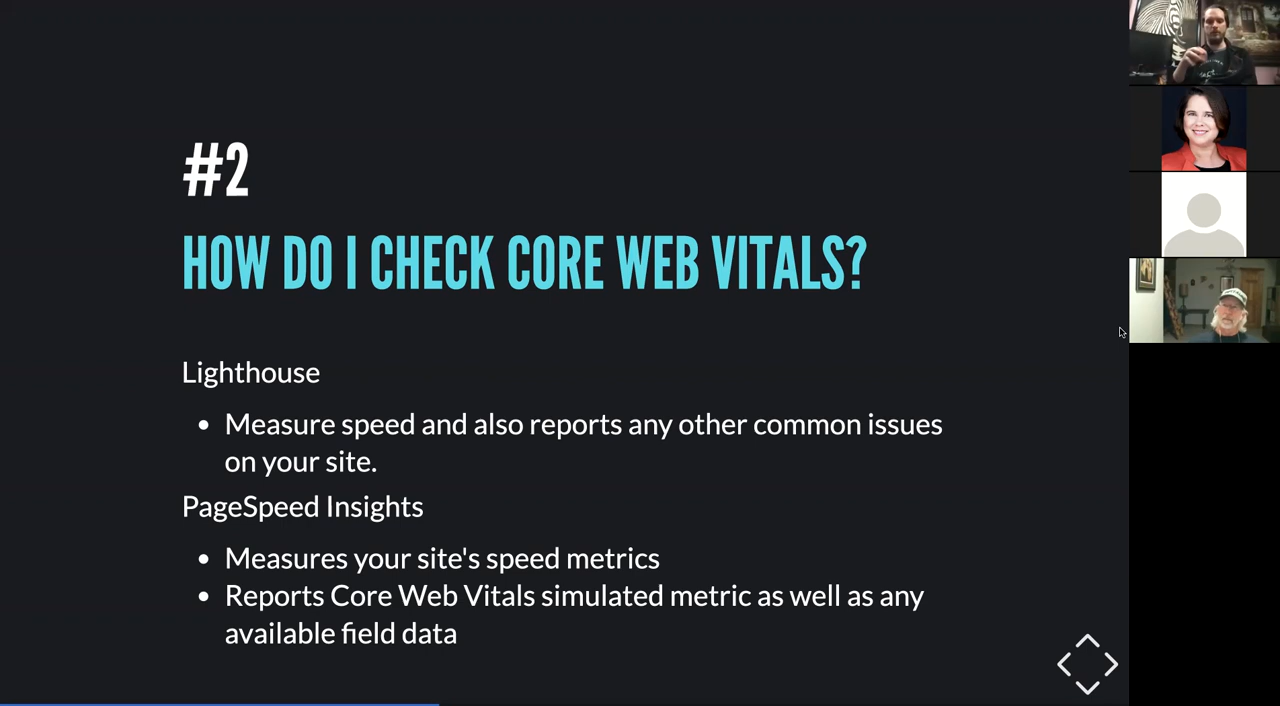 #2
HOW DO I CHECK CORE WEB VITALS?
Lighthouse
• Measure speed and also reports any other common issues
on your site.
PageSpeed Insights
• Measures your site's speed metrics
• Reports Core Web Vitals simulated metric as well as any
available field data